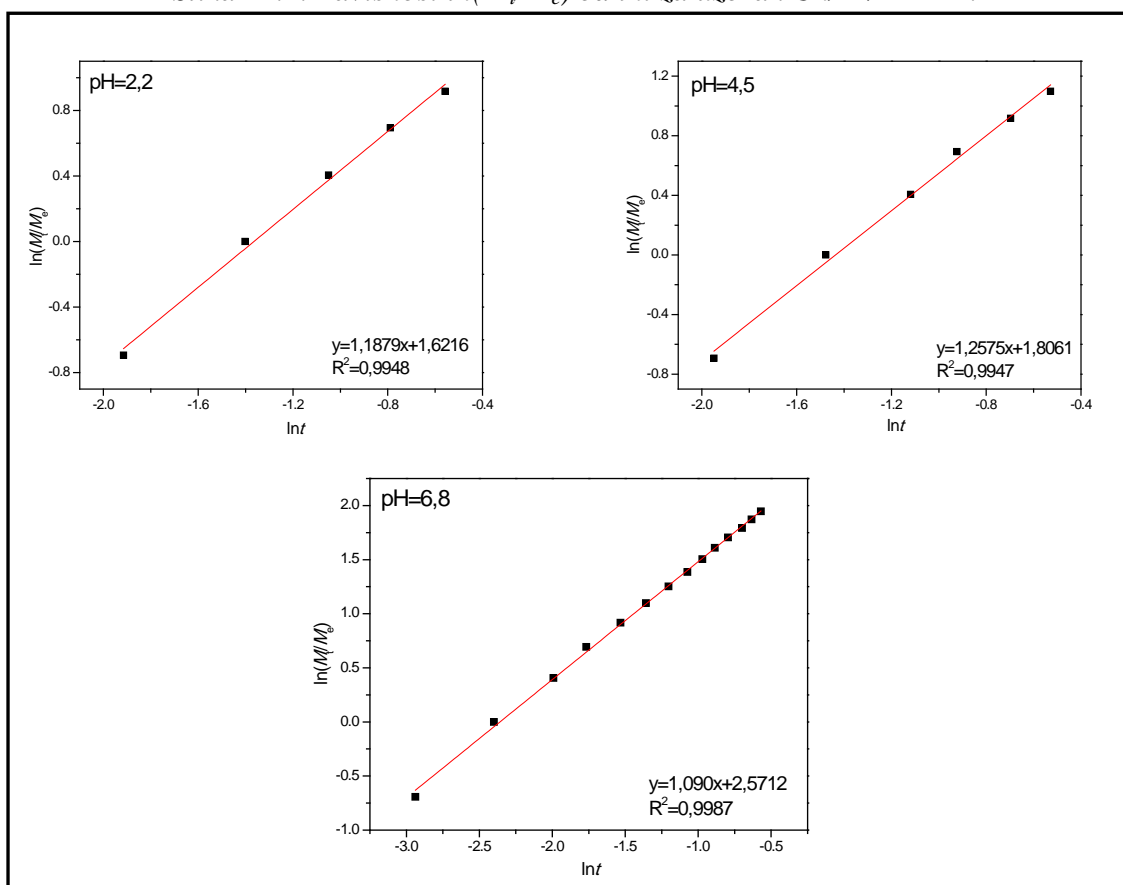 pH=2,2
ln(Mt/Me)
0.8
0.4
0.0
-0.4
-0.8
y=1,1879x+1,6216
R²=0,9948
-2.0 -1.6 -1.2 -0.8 -0.4
lnt
pH=4,5
ln(Mt/Me)
1.2
0.8
0.4
0.0
-0.4
-0.8
y=1,2575x+1,8061
R²=0,9947
-2.0 -1.6 -1.2 -0.8 -0.4
lnt
pH=6,8
ln(Mt/Me)
2.0
1.5
1.0
0.5
0.0
-0.5
-1.0
y=1,090x+2,5712
R²=0,9987
-3.0 -2.5 -2.0 -1.5 -1.0 -0.5
lnt